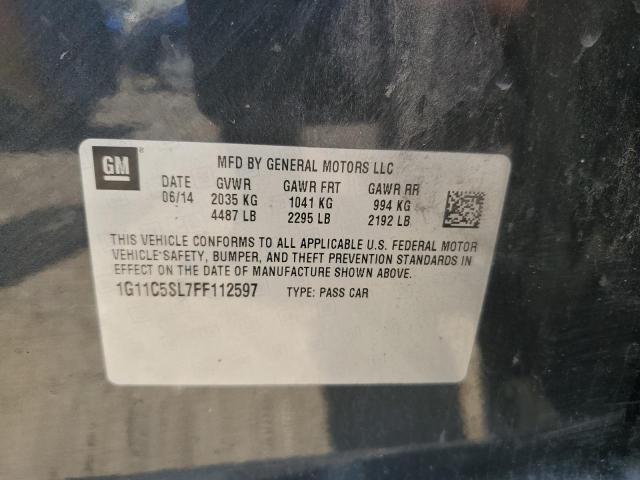 GM ®
MFD BY GENERAL MOTORS LLC
DATE GVWR GAWR FRT GAWR RR
06/14 2035 KG 1041 KG 994 KG
4487 LB 2295 LB 2192 LB
THIS VEHICLE CONFORMS TO ALL APPLICABLE U.S. FEDERAL MOTOR
VEHICLE SAFETY, BUMPER, AND THEFT PREVENTION STANDARDS IN
EFFECT ON THE DATE OF MANUFACTURE SHOWN ABOVE.
1G11C5SL7FF112597 TYPE: PASS CAR